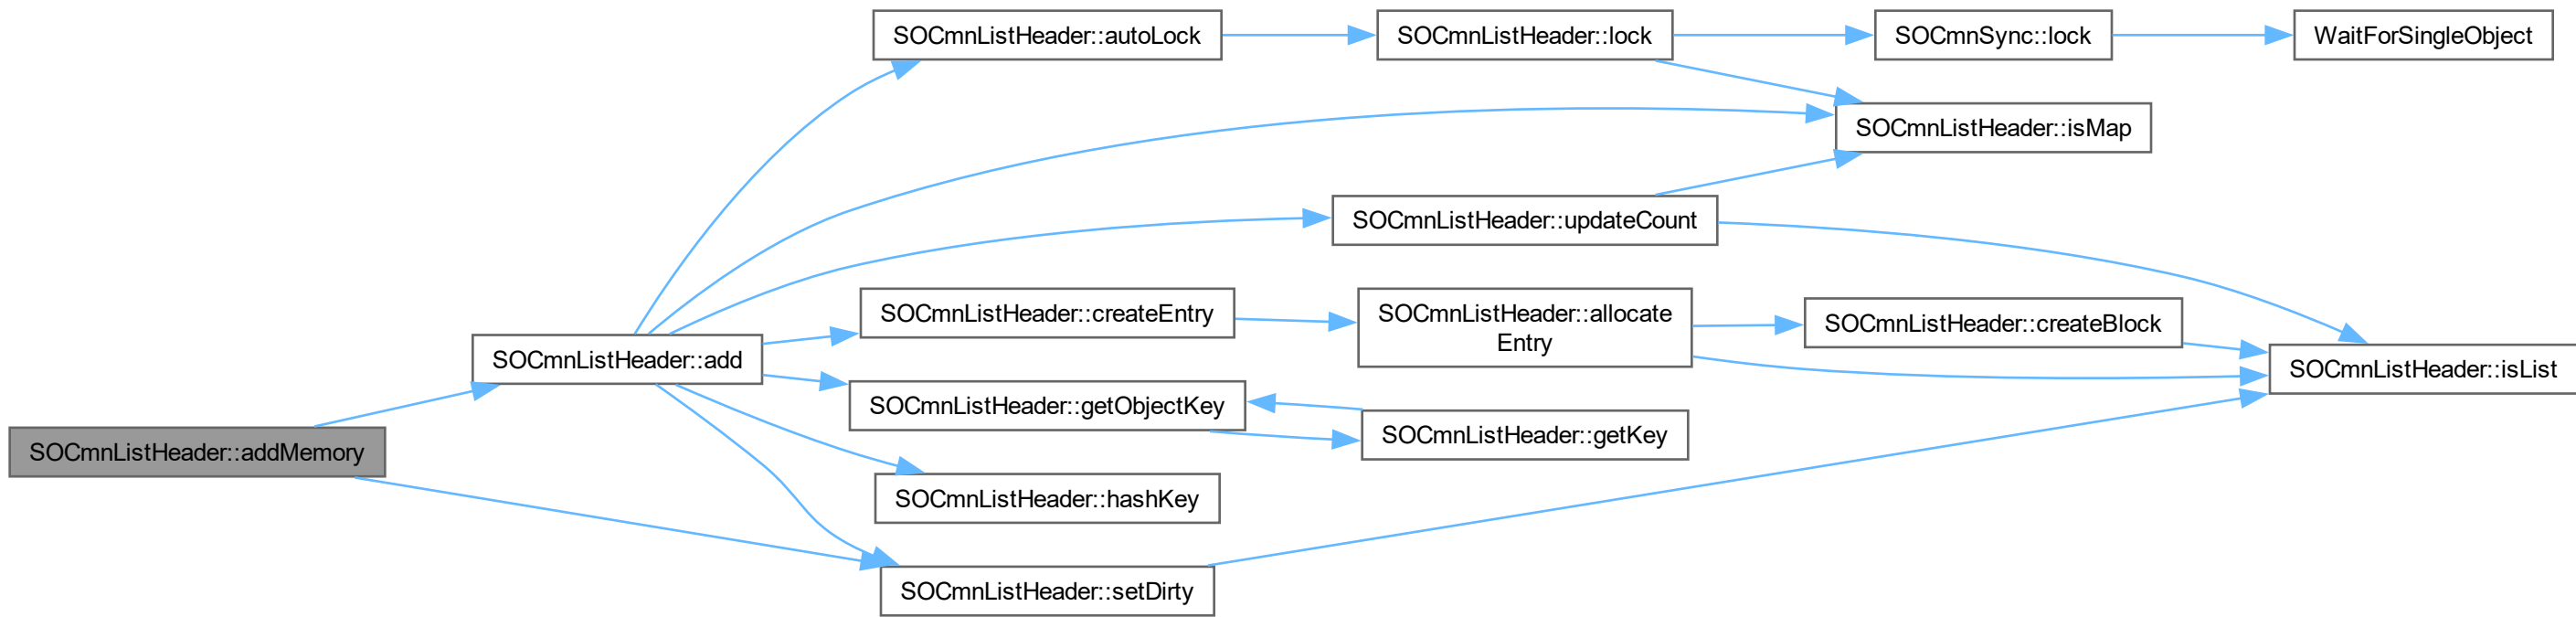 SOCmnListHeader::autoLock
SOCmnListHeader::lock
SOCmnSync::lock
WaitForSingleObject
SOCmnListHeader::isMap
SOCmnListHeader::updateCount
SOCmnListHeader::createEntry
SOCmnListHeader::allocate
Entry
SOCmnListHeader::createBlock
SOCmnListHeader::add
SOCmnListHeader::isList
SOCmnListHeader::getObjectKey
SOCmnListHeader::getKey
SOCmnListHeader::addMemory
SOCmnListHeader::hashKey
SOCmnListHeader::setDirty